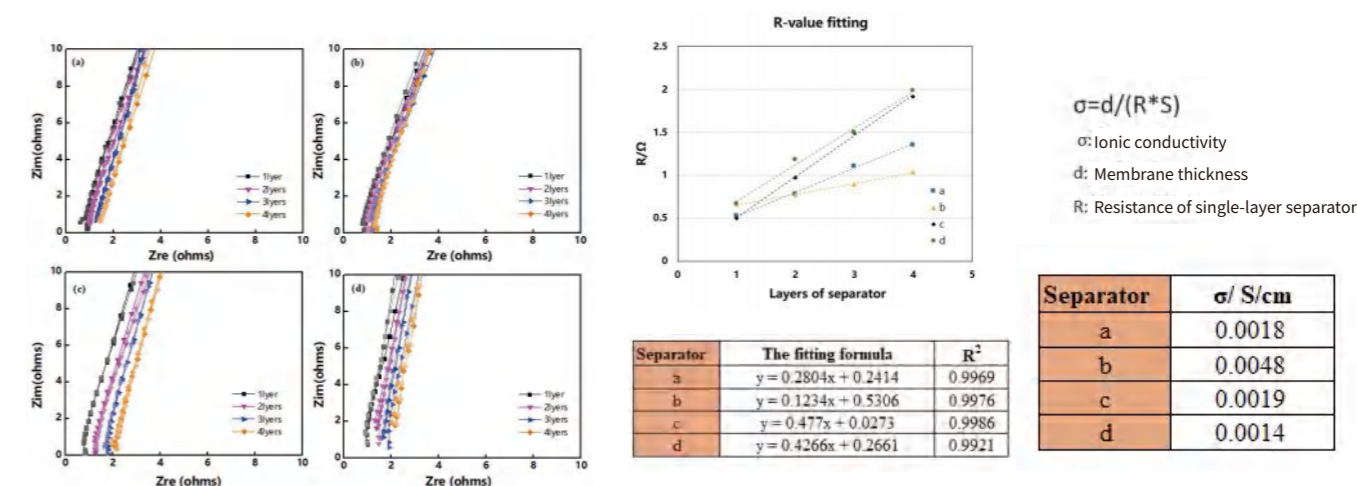 (a)
Zim(ohms)
10
8
6
4
2
0
0 2 4 6 8 10
Zre (ohms)
1lyer
2lyers
3lyers
4lyers
(b)
Zim(ohms)
10
8
6
4
2
0
0 2 4 6 8 10
Zre (ohms)
1lyer
2lyers
3lyers
4lyers
(c)
Zim(ohms)
10
8
6
4
2
0
0 2 4 6 8 10
Zre (ohms)
1lyer
2lyers
3lyers
4lyers
(d)
Zim(ohms)
10
8
6
4
2
0
0 2 4 6 8 10
Zre (ohms)
1lyer
2lyers
3lyers
4lyers
R-value fitting
R/Ω
2.5
2
1.5
1
0.5
0
0 1 2 3 4 5
Layers of separator
a
b
c
d
Separator The fitting formula R²
a y = 0.2804x + 0.2414 0.9969
b y = 0.1234x + 0.5306 0.9976
c y = 0.477x + 0.0273 0.9986
d y = 0.4266x + 0.2661 0.9921
σ=d/(R*S)
σ: Ionic conductivity
d: Membrane thickness
R: Resistance of single-layer separator
Separator σ/ S/cm
a 0.0018
b 0.0048
c 0.0019
d 0.0014